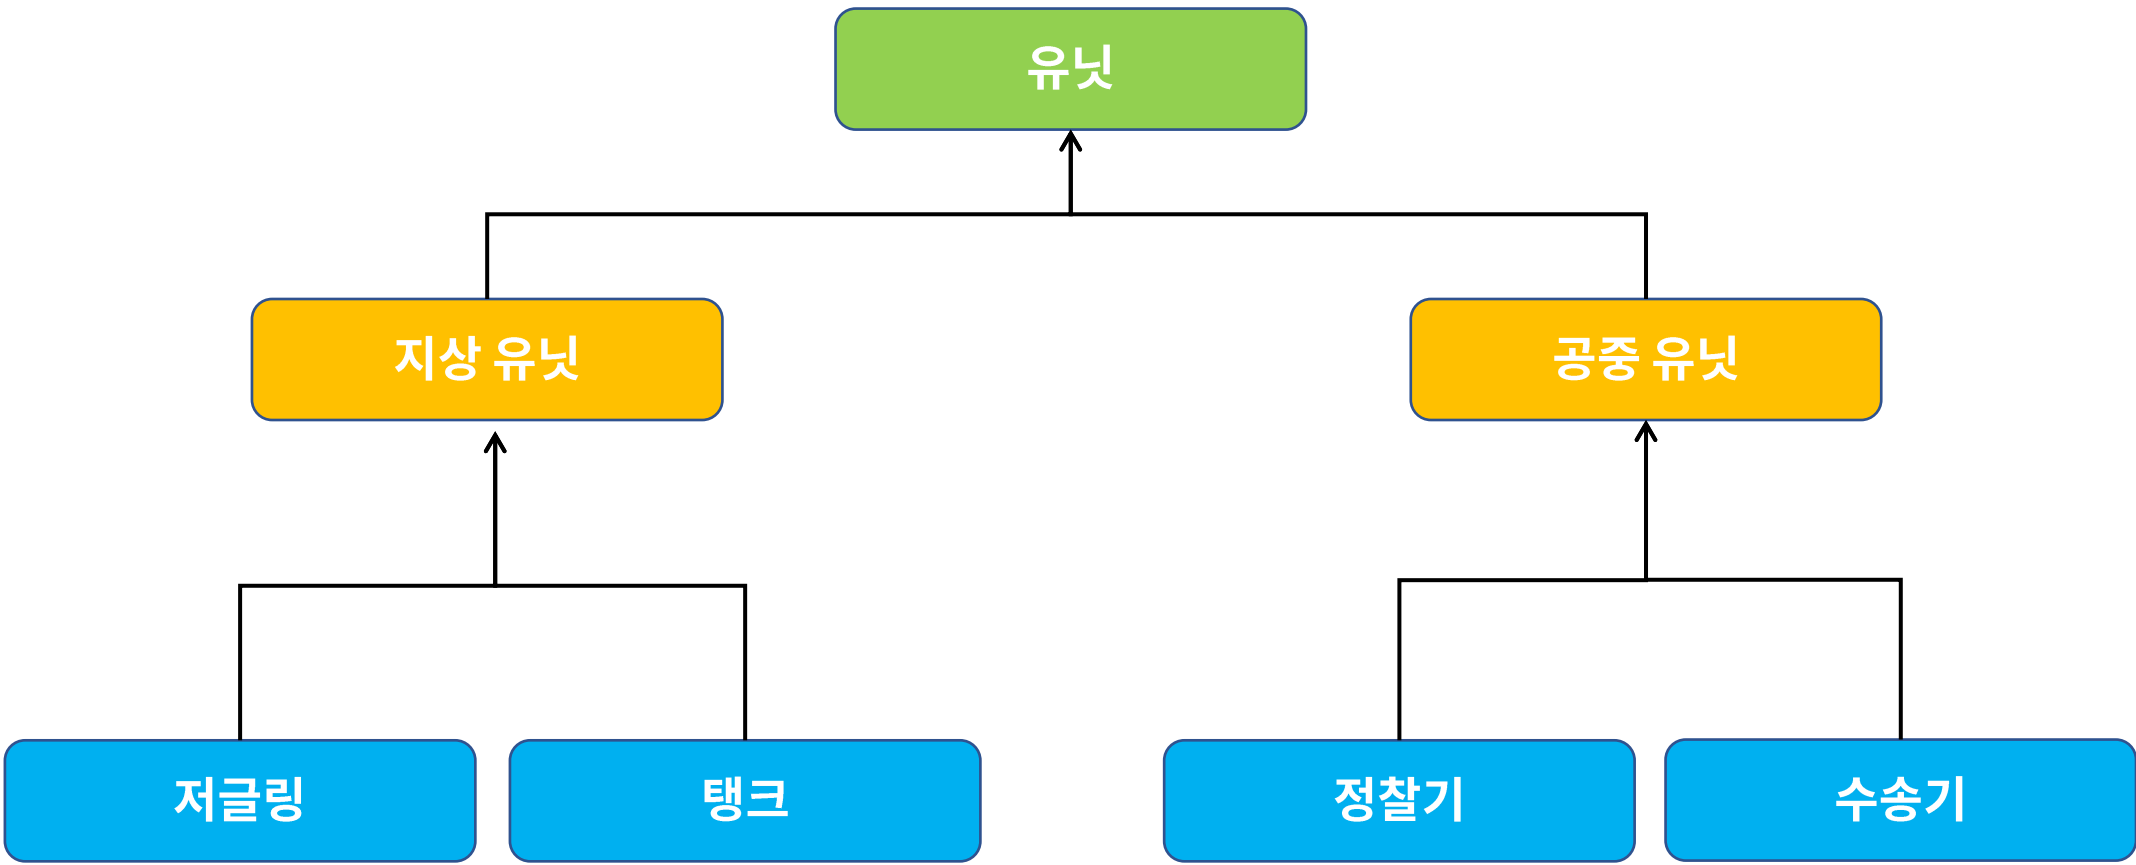 유닛
지상 유닛
공중 유닛
저글링
탱크
정찰기
수송기